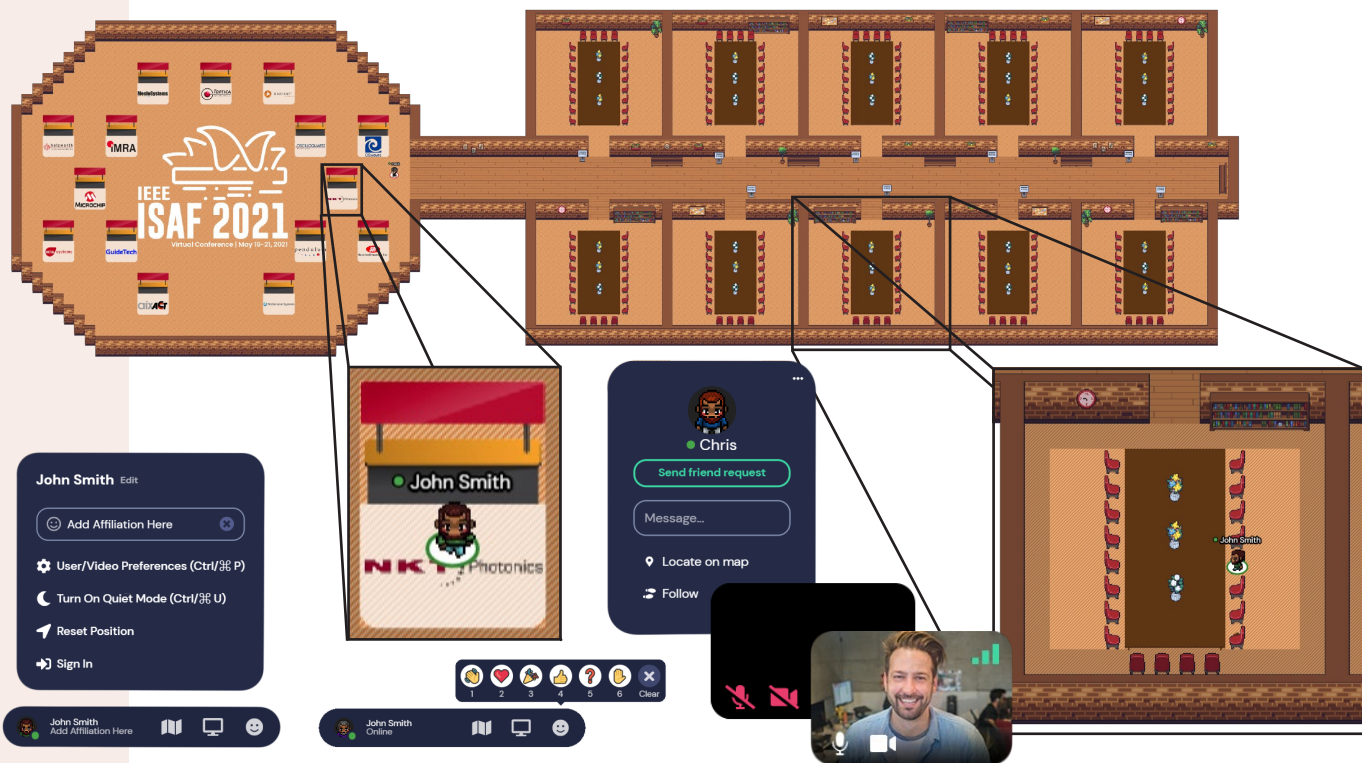 MICROCHIP
iMRA
GuideTech
aixACT
IEEE
ISAF 2021
Virtual Conference | May 16-21, 2021
NKT Photonics
John Smith
NKT Photonics
Chris
Send friend request
Message...
Locate on map
Follow
John Smith
John Smith Edit
Add Affiliation Here
User/Video Preferences (Ctrl/⌘ P)
Turn On Quiet Mode (Ctrl/⌘ U)
Reset Position
Sign In
1 2 3 4 5 6 Clear
John Smith
Add Affiliation Here
John Smith
Online